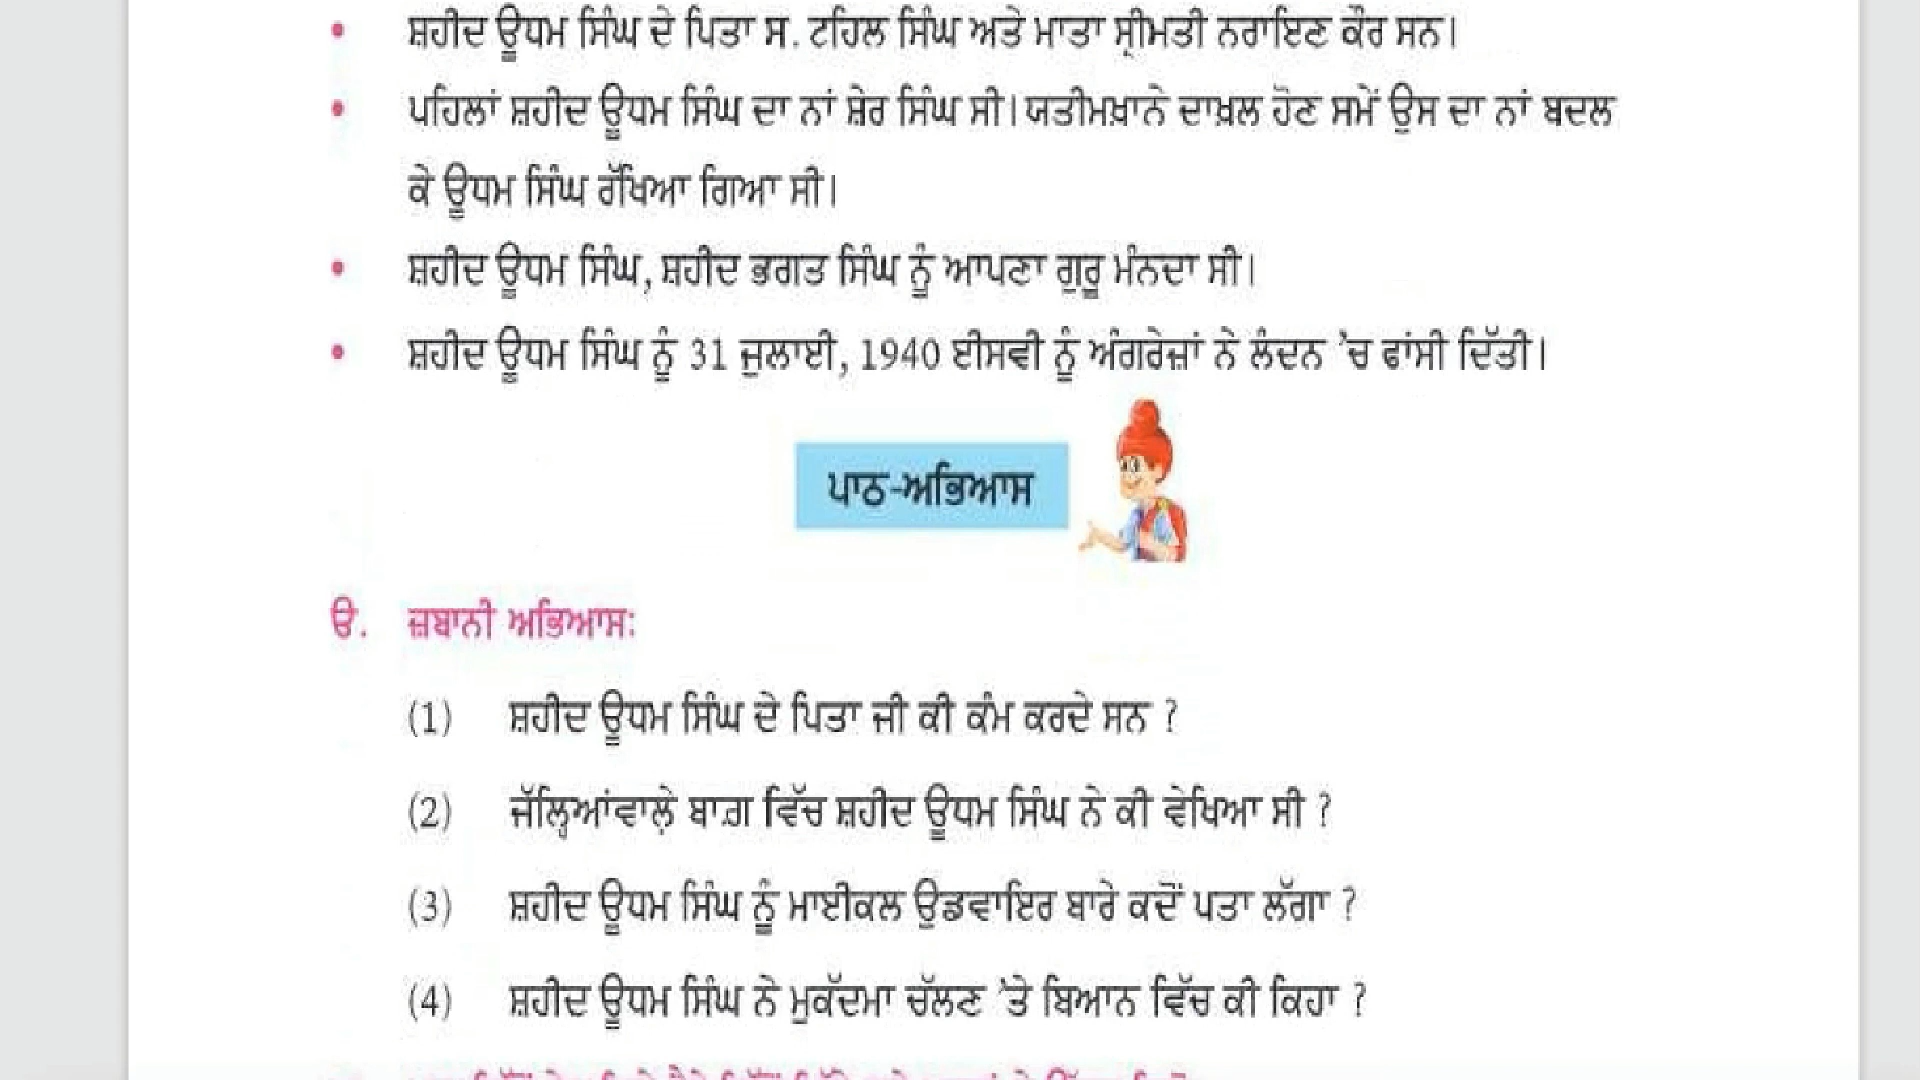 • ਸ਼ਹੀਦ ਊਧਮ ਸਿੰਘ ਦੇ ਪਿਤਾ ਸ. ਟਹਿਲ ਸਿੰਘ ਅਤੇ ਮਾਤਾ ਸ੍ਰੀਮਤੀ ਨਰਾਇਣ ਕੌਰ ਸਨ।
• ਪਹਿਲਾਂ ਸ਼ਹੀਦ ਊਧਮ ਸਿੰਘ ਦਾ ਨਾਂ ਸ਼ੇਰ ਸਿੰਘ ਸੀ। ਯਤੀਮਖ਼ਾਨੇ ਦਾਖ਼ਲ ਹੋਣ ਸਮੇਂ ਉਸ ਦਾ ਨਾਂ ਬਦਲ
ਕੇ ਊਧਮ ਸਿੰਘ ਰੱਖਿਆ ਗਿਆ ਸੀ।
• ਸ਼ਹੀਦ ਊਧਮ ਸਿੰਘ, ਸ਼ਹੀਦ ਭਗਤ ਸਿੰਘ ਨੂੰ ਆਪਣਾ ਗੁਰੂ ਮੰਨਦਾ ਸੀ।
• ਸ਼ਹੀਦ ਊਧਮ ਸਿੰਘ ਨੂੰ 31 ਜੁਲਾਈ, 1940 ਈਸਵੀ ਨੂੰ ਅੰਗਰੇਜ਼ਾਂ ਨੇ ਲੰਦਨ 'ਚ ਫਾਂਸੀ ਦਿੱਤੀ।
ਪਾਠ-ਅਭਿਆਸ
ੳ. ਜ਼ਬਾਨੀ ਅਭਿਆਸ:
(1) ਸ਼ਹੀਦ ਊਧਮ ਸਿੰਘ ਦੇ ਪਿਤਾ ਜੀ ਕੀ ਕੰਮ ਕਰਦੇ ਸਨ ?
(2) ਜੱਲ੍ਹਿਆਂਵਾਲ਼ੇ ਬਾਗ਼ ਵਿੱਚ ਸ਼ਹੀਦ ਊਧਮ ਸਿੰਘ ਨੇ ਕੀ ਵੇਖਿਆ ਸੀ ?
(3) ਸ਼ਹੀਦ ਊਧਮ ਸਿੰਘ ਨੂੰ ਮਾਈਕਲ ਉਡਵਾਇਰ ਬਾਰੇ ਕਦੋਂ ਪਤਾ ਲੱਗਾ ?
(4) ਸ਼ਹੀਦ ਊਧਮ ਸਿੰਘ ਨੇ ਮੁਕੱਦਮਾ ਚੱਲਣ 'ਤੇ ਬਿਆਨ ਵਿੱਚ ਕੀ ਕਿਹਾ ?